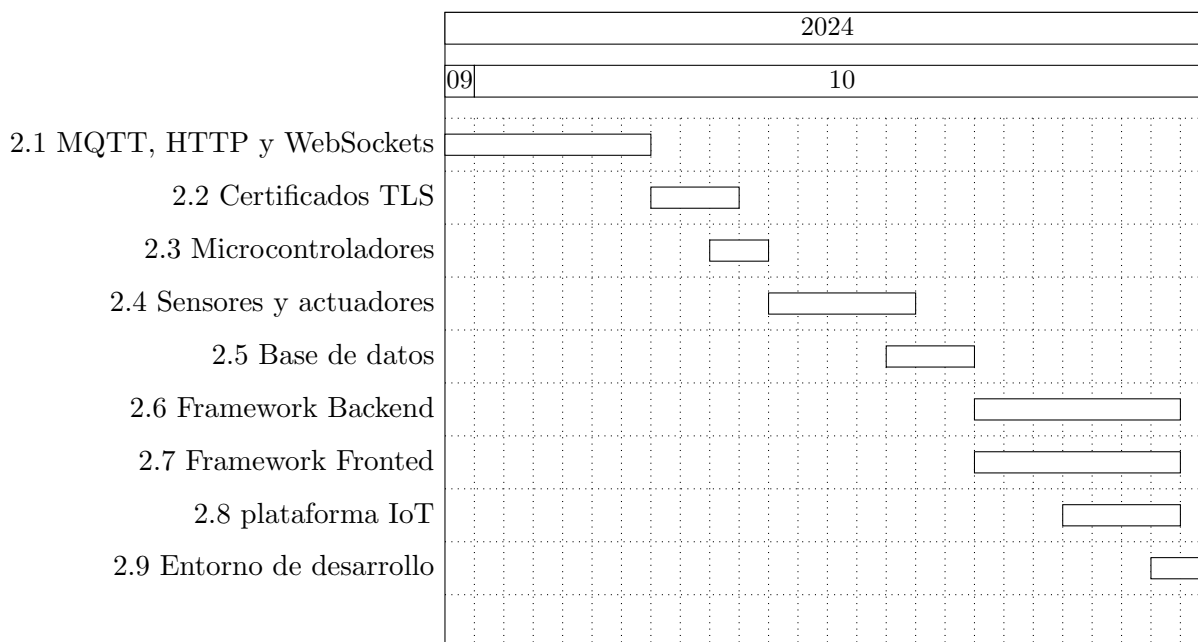 2024
09 10
2.1 MQTT, HTTP y WebSockets
2.2 Certificados TLS
2.3 Microcontroladores
2.4 Sensores y actuadores
2.5 Base de datos
2.6 Framework Backend
2.7 Framework Fronted
2.8 plataforma IoT
2.9 Entorno de desarrollo